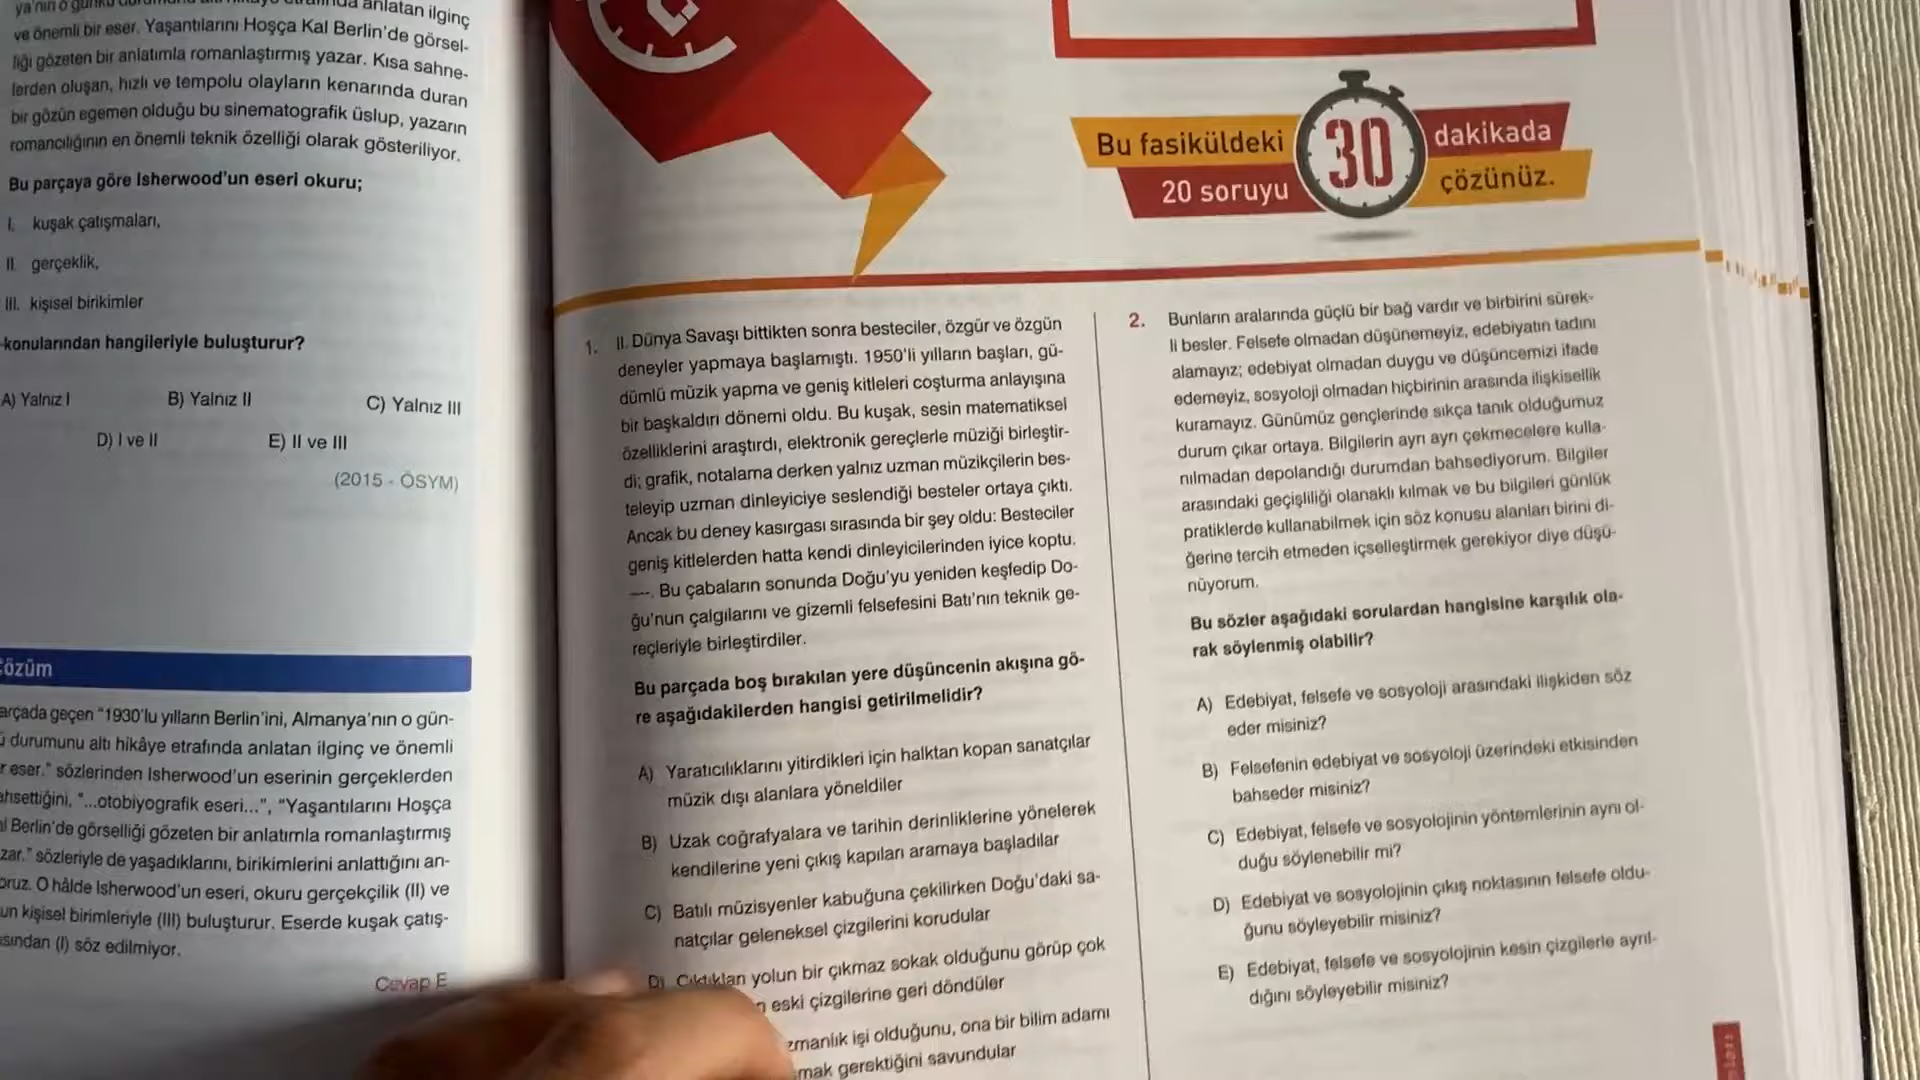 anlatan ilginç
ve önemli bir eser. Yaşantılarını Hoşça Kal Berlin'de görsel-
liği gözeten bir anlatımla romanlaştırmış yazar. Kısa sahne-
lerden oluşan, hızlı ve tempolu olayların kenarında duran
bir gözün egemen olduğu bu sinematografik üslup, yazarın
romancılığının en önemli teknik özelliği olarak gösteriliyor.
Bu parçaya göre Isherwood'un eseri okuru;
I. kuşak çatışmaları,
II. gerçeklik,
III. kişisel birikimler
konularından hangileriyle buluşturur?
A) Yalnız I B) Yalnız II C) Yalnız III
D) I ve II E) II ve III
(2015 - ÖSYM)
özüm
arçada geçen "1930'lu yılların Berlin'ini, Almanya'nın o gün-
ü durumunu altı hikâye etrafında anlatan ilginç ve önemli
r eser." sözlerinden Isherwood'un eserinin gerçeklerden
ahsettiğini, "...otobiyografik eseri...", "Yaşantılarını Hoşça
al Berlin'de görselliği gözeten bir anlatımla romanlaştırmış
zar." sözleriyle de yaşadıklarını, birikimlerini anlattığını an-
oruz. O hâlde Isherwood'un eseri, okuru gerçekçilik (II) ve
un kişisel birimleriyle (III) buluşturur. Eserde kuşak çatış-
sından (I) söz edilmiyor.
Cevap E
Bu fasiküldeki 30 dakikada
20 soruyu çözünüz.
1. II. Dünya Savaşı bittikten sonra besteciler, özgür ve özgün
deneyler yapmaya başlamıştı. 1950'li yılların başları, gü-
dümlü müzik yapma ve geniş kitleleri coşturma anlayışına
bir başkaldırı dönemi oldu. Bu kuşak, sesin matematiksel
özelliklerini araştırdı, elektronik gereçlerle müziği birleştir-
di; grafik, notalama derken yalnız uzman müzikçilerin bes-
teleyip uzman dinleyiciye seslendiği besteler ortaya çıktı.
Ancak bu deney kasırgası sırasında bir şey oldu: Besteciler
geniş kitlelerden hatta kendi dinleyicilerinden iyice koptu.
----. Bu çabaların sonunda Doğu'yu yeniden keşfedip Do-
ğu'nun çalgılarını ve gizemli felsefesini Batı'nın teknik ge-
reçleriyle birleştirdiler.
Bu parçada boş bırakılan yere düşüncenin akışına gö-
re aşağıdakilerden hangisi getirilmelidir?
A) Yaratıcılıklarını yitirdikleri için halktan kopan sanatçılar
müzik dışı alanlara yöneldiler
B) Uzak coğrafyalara ve tarihin derinliklerine yönelerek
kendilerine yeni çıkış kapıları aramaya başladılar
C) Batılı müzisyenler kabuğuna çekilirken Doğu'daki sa-
natçılar geleneksel çizgilerini korudular
D) Çıktıkları yolun bir çıkmaz sokak olduğunu görüp çok
eski çizgilerine geri döndüler
zmanlık işi olduğunu, ona bir bilim adamı
mak gerektiğini savundular
2. Bunların aralarında güçlü bir bağ vardır ve birbirini sürek-
li besler. Felsefe olmadan düşünemeyiz, edebiyatın tadını
alamayız; edebiyat olmadan duygu ve düşüncemizi ifade
edemeyiz, sosyoloji olmadan hiçbirinin arasında ilişkisellik
kuramayız. Günümüz gençlerinde sıkça tanık olduğumuz
durum çıkar ortaya. Bilgilerin ayrı ayrı çekmecelere kulla-
nılmadan depolandığı durumdan bahsediyorum. Bilgiler
arasındaki geçişliliği olanaklı kılmak ve bu bilgileri günlük
pratiklerde kullanabilmek için söz konusu alanları birini di-
ğerine tercih etmeden içselleştirmek gerekiyor diye düşü-
nüyorum.
Bu sözler aşağıdaki sorulardan hangisine karşılık ola-
rak söylenmiş olabilir?
A) Edebiyat, felsefe ve sosyoloji arasındaki ilişkiden söz
eder misiniz?
B) Felsefenin edebiyat ve sosyoloji üzerindeki etkisinden
bahseder misiniz?
C) Edebiyat, felsefe ve sosyolojinin yöntemlerinin aynı ol-
duğu söylenebilir mi?
D) Edebiyat ve sosyolojinin çıkış noktasının felsefe oldu-
ğunu söyleyebilir misiniz?
E) Edebiyat, felsefe ve sosyolojinin kesin çizgilerle ayrıl-
dığını söyleyebilir misiniz?